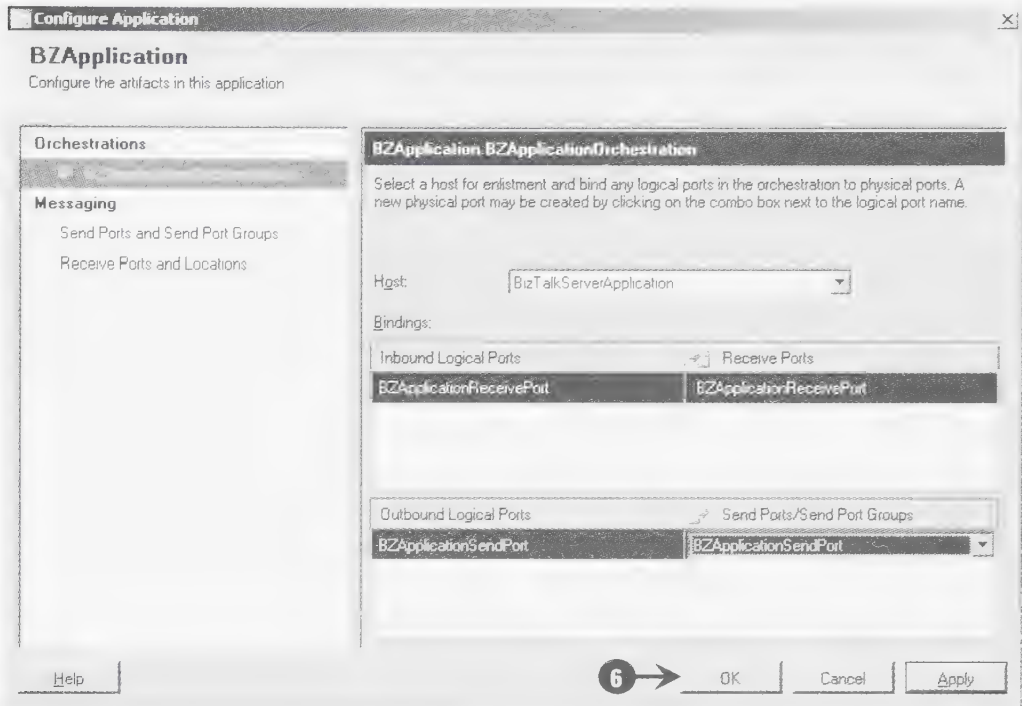 Configure Application
BZApplication
Configure the artifacts in this application
Orchestrations
Messaging
Send Ports and Send Port Groups
Receive Ports and Locations
BZApplication.BZApplicationOrchestration
Select a host for enlistment and bind any logical ports in the orchestration to physical ports. A
new physical port may be created by clicking on the combo box next to the logical port name.
Host: BizTalkServerApplication
Bindings:
Inbound Logical Ports Receive Ports
BZApplicationReceivePort BZApplicationReceivePort
Outbound Logical Ports Send Ports/Send Port Groups
BZApplicationSendPort BZApplicationSendPort
Help 6 OK Cancel Apply